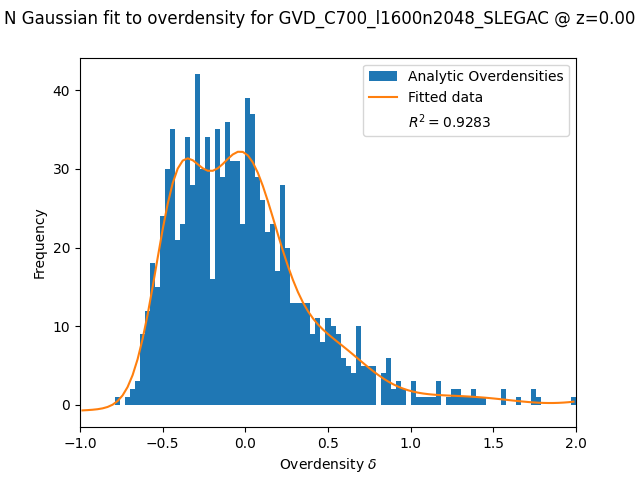 N Gaussian fit to overdensity for GVD_C700_l1600n2048_SLEGAC @ z=0.00
Analytic Overdensities
Fitted data
R² = 0.9283
Frequency
40
30
20
10
0
−1.0 −0.5 0.0 0.5 1.0 1.5 2.0
Overdensity δ